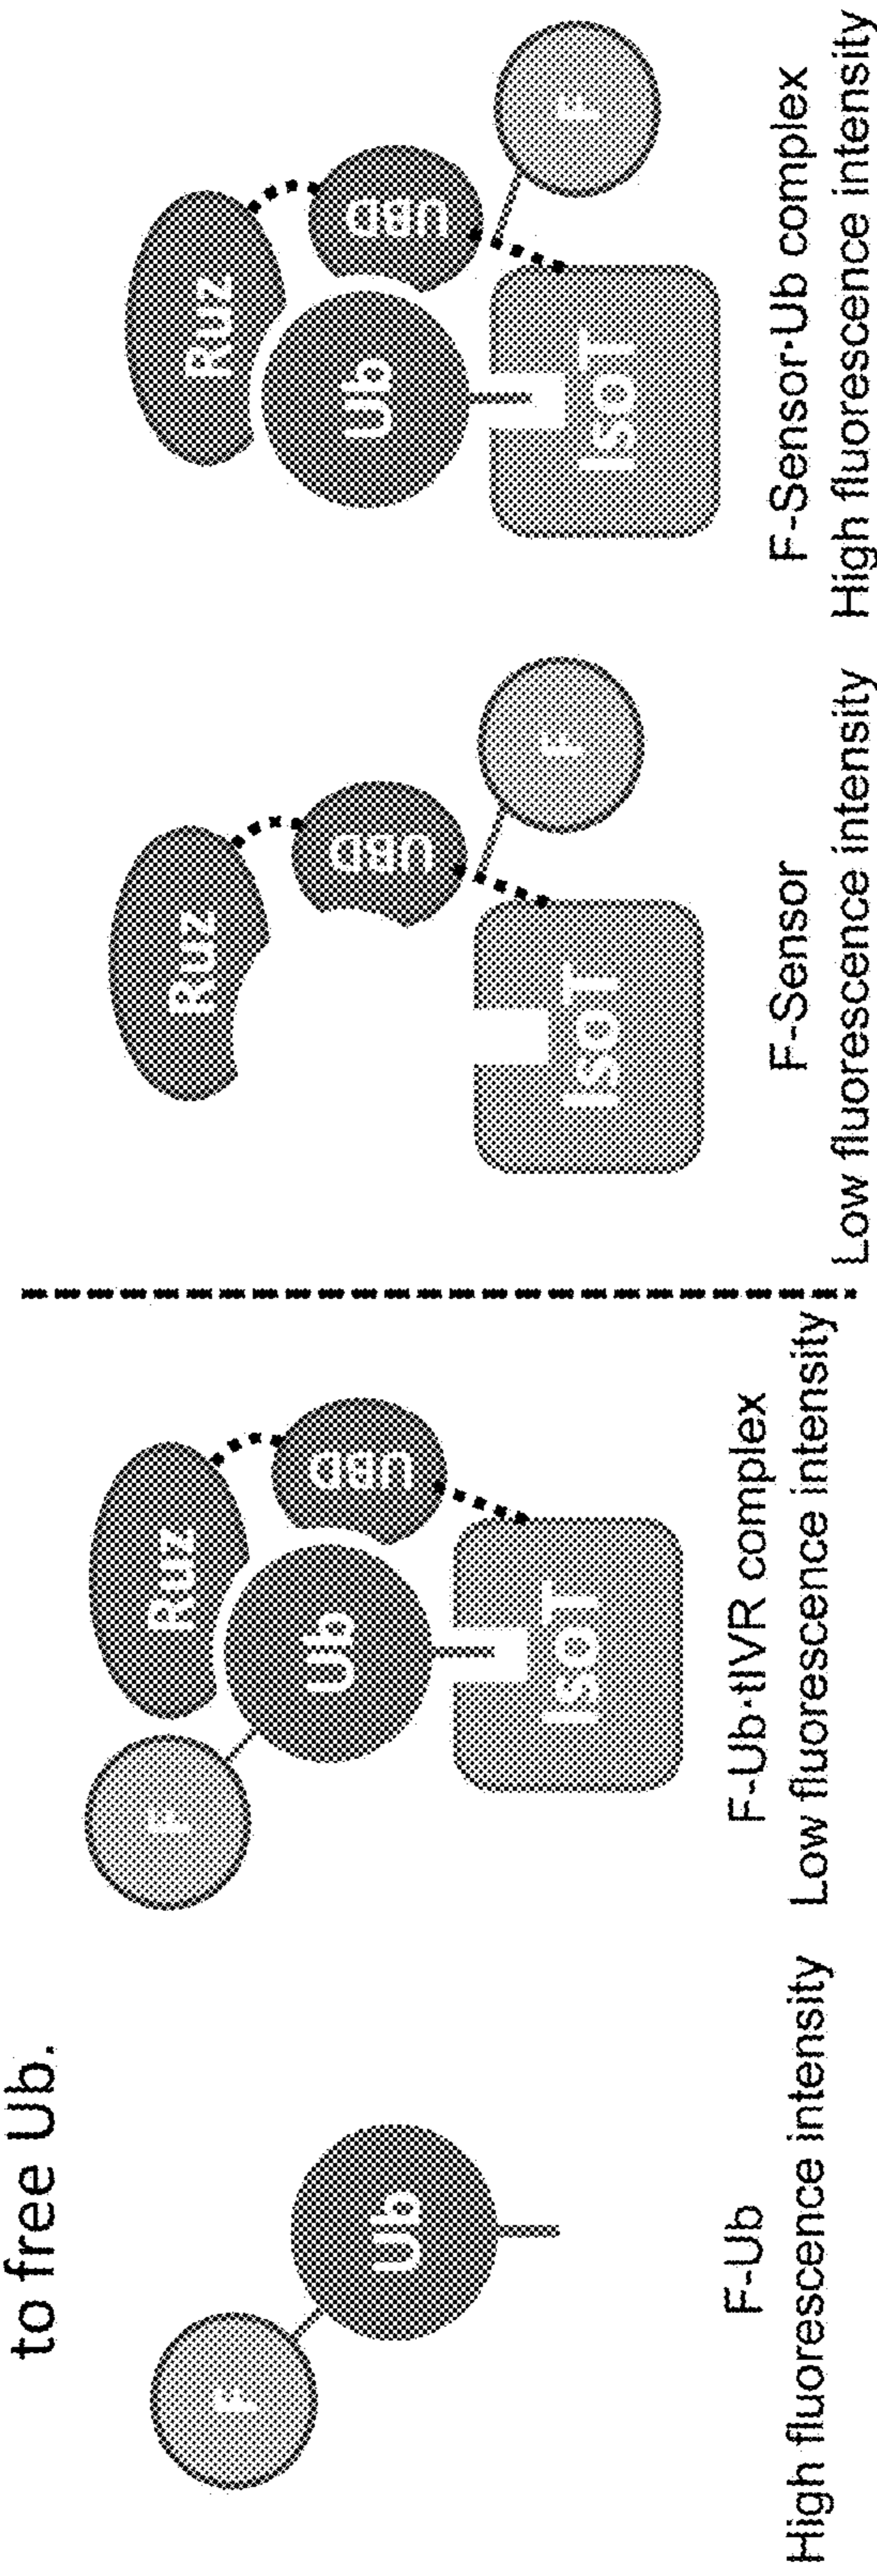 to free Ub.
F
Ub
F-Ub
High fluorescence intensity
F
Ruz
Ub
UBD
ISOT
F-Ub·tIVR complex
Low fluorescence intensity
Ruz
UBD
ISOT
F
F-Sensor
Low fluorescence intensity
Ruz
Ub
UBD
ISOT
F
F-Sensor·Ub complex
High fluorescence intensity